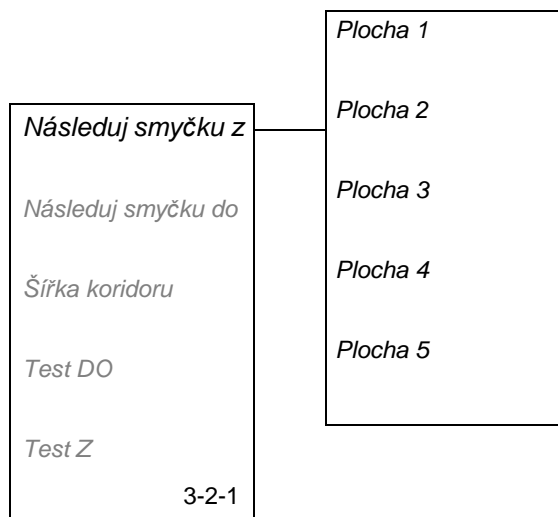 Následuj smyčku z
Následuj smyčku do
Šířka koridoru
Test DO
Test Z
3-2-1
Plocha 1
Plocha 2
Plocha 3
Plocha 4
Plocha 5